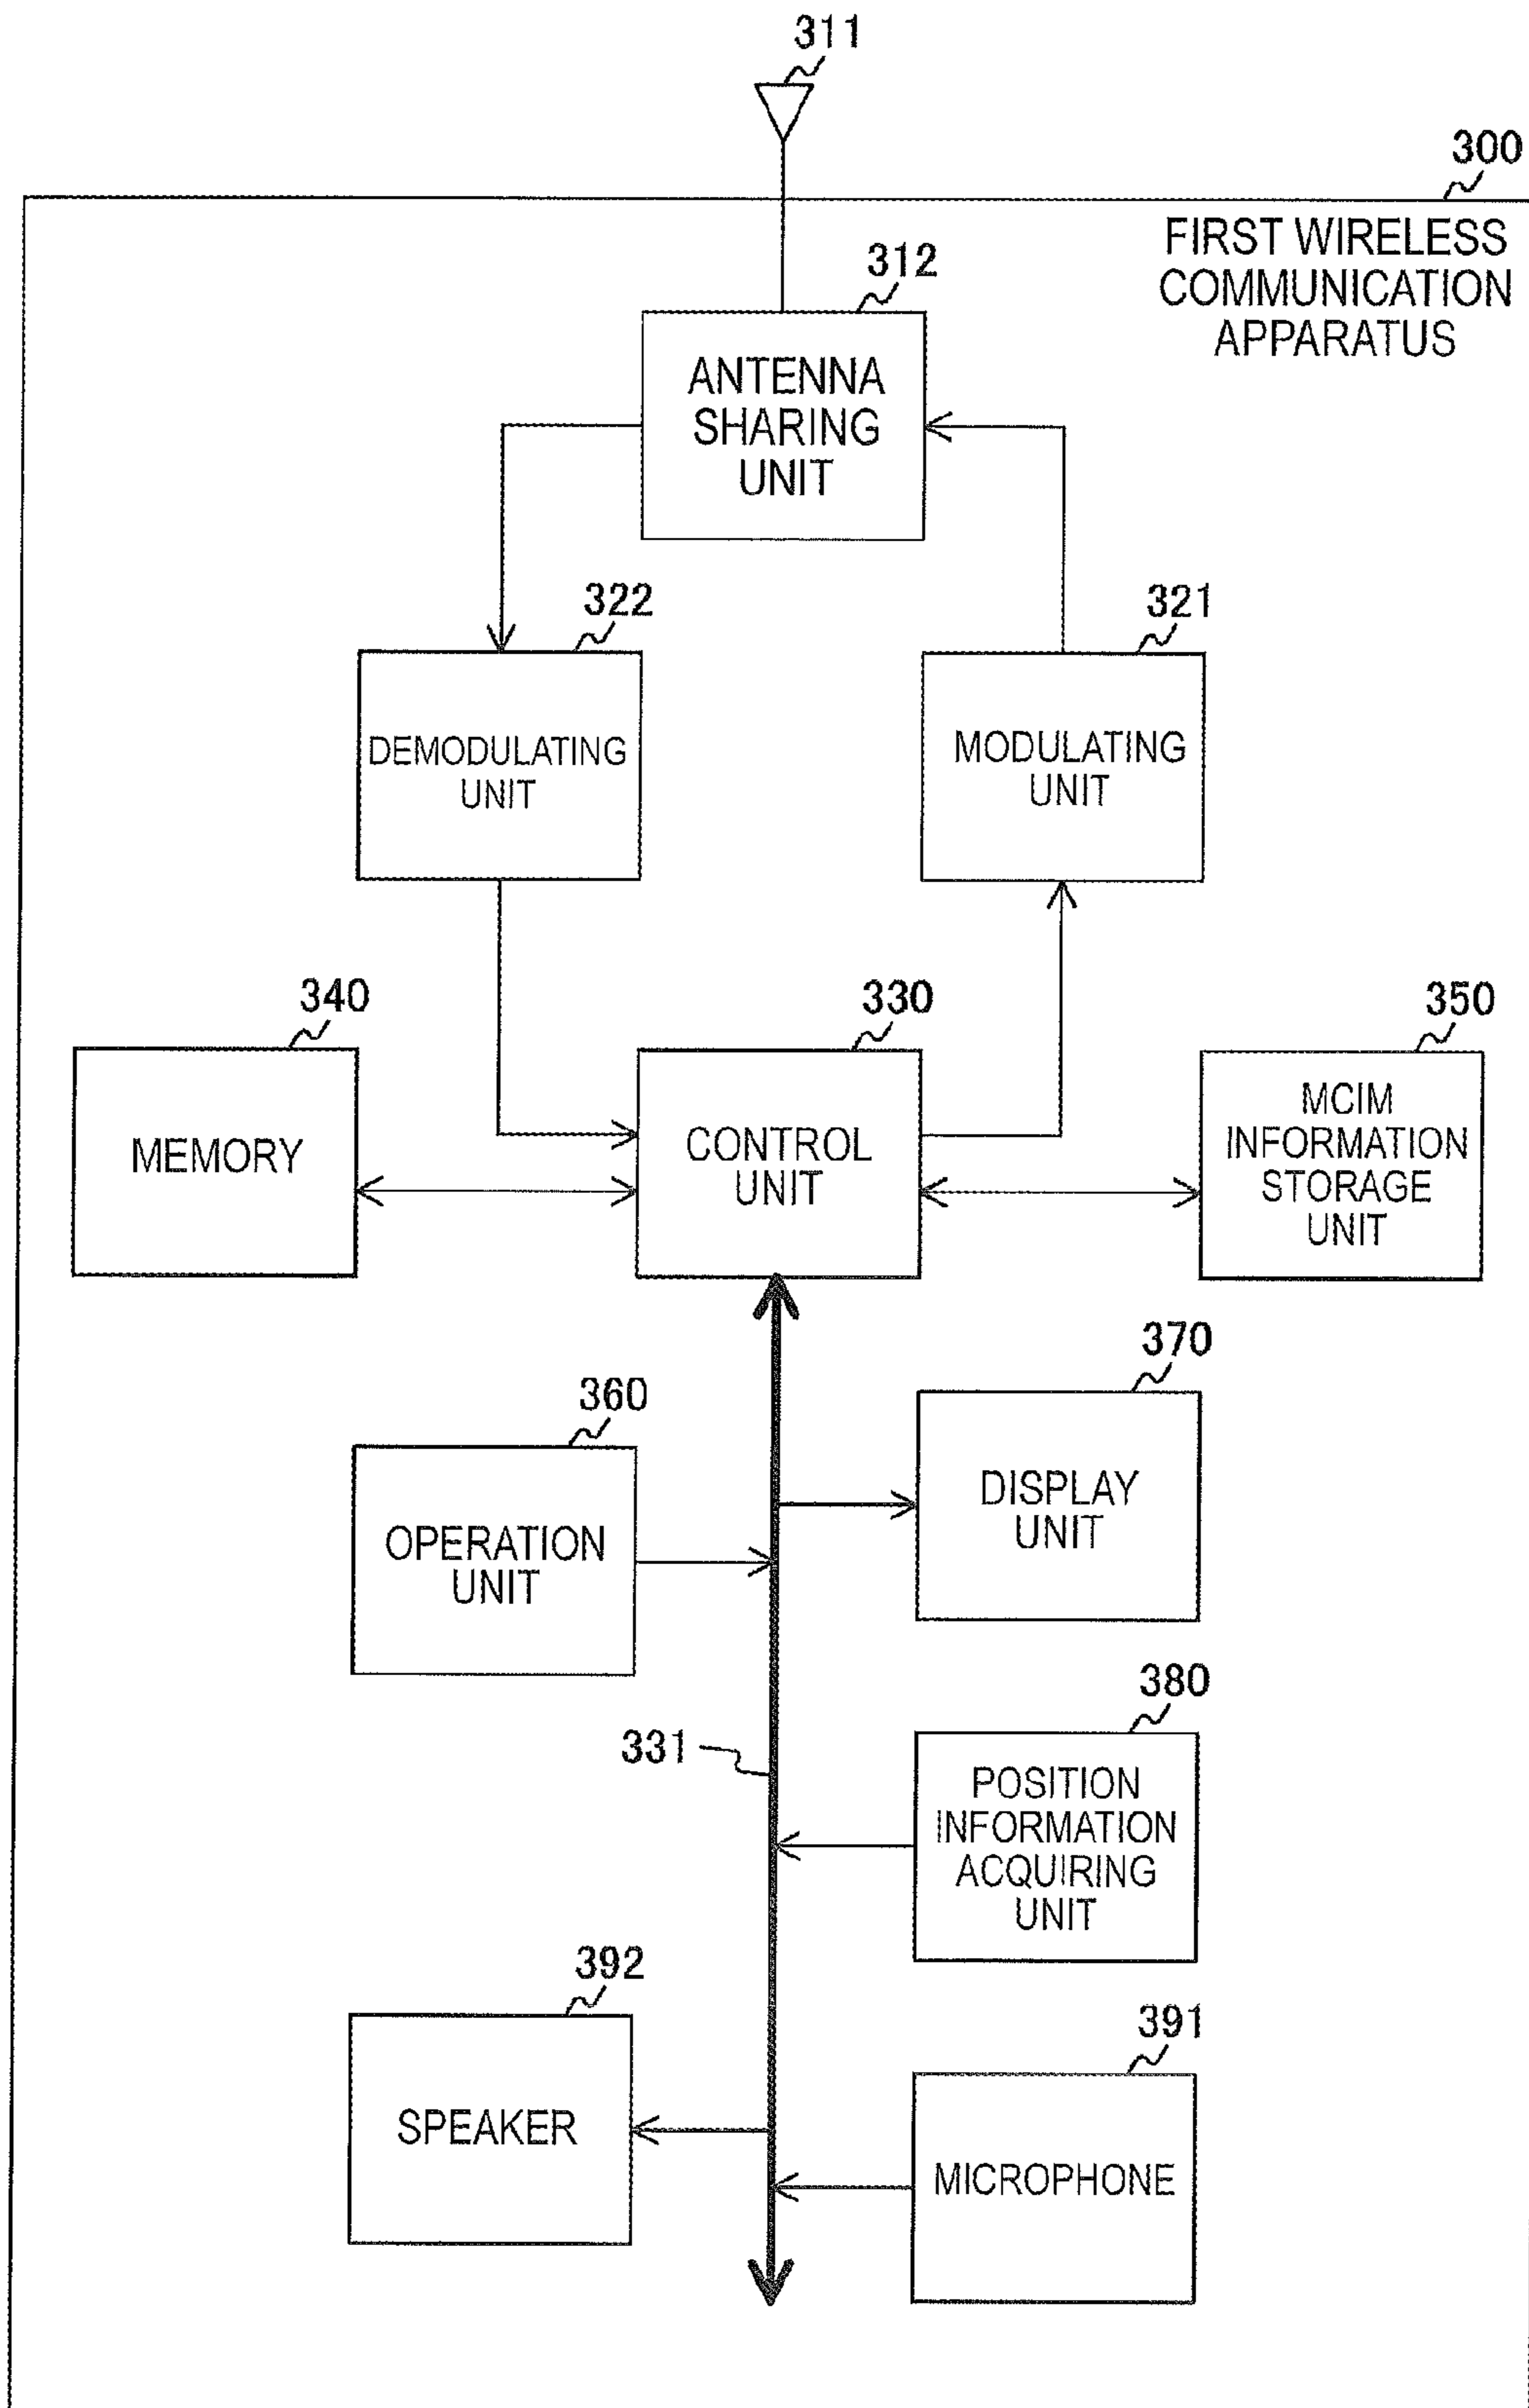 311
300
FIRST WIRELESS
COMMUNICATION
APPARATUS
312
ANTENNA
SHARING
UNIT
322
DEMODULATING
UNIT
321
MODULATING
UNIT
340
MEMORY
330
CONTROL
UNIT
350
MCIM
INFORMATION
STORAGE
UNIT
360
OPERATION
UNIT
370
DISPLAY
UNIT
331
380
POSITION
INFORMATION
ACQUIRING
UNIT
392
SPEAKER
391
MICROPHONE